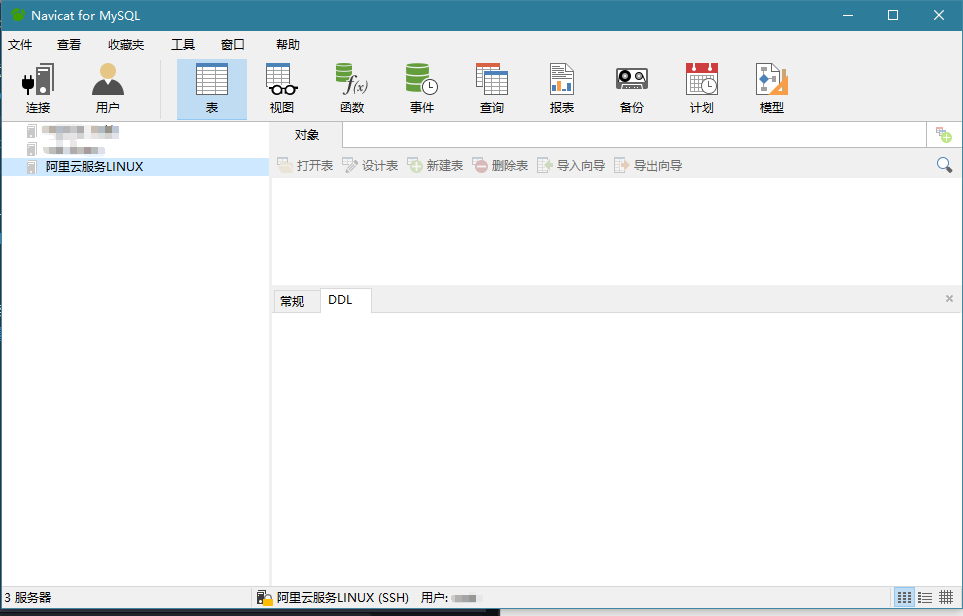 Navicat for MySQL
文件 查看 收藏夹 工具 窗口 帮助
连接 用户 表 视图 函数 事件 查询 报表 备份 计划 模型
对象
阿里云服务LINUX
打开表 设计表 新建表 删除表 导入向导 导出向导
常规 DDL
3 服务器 阿里云服务LINUX (SSH) 用户: